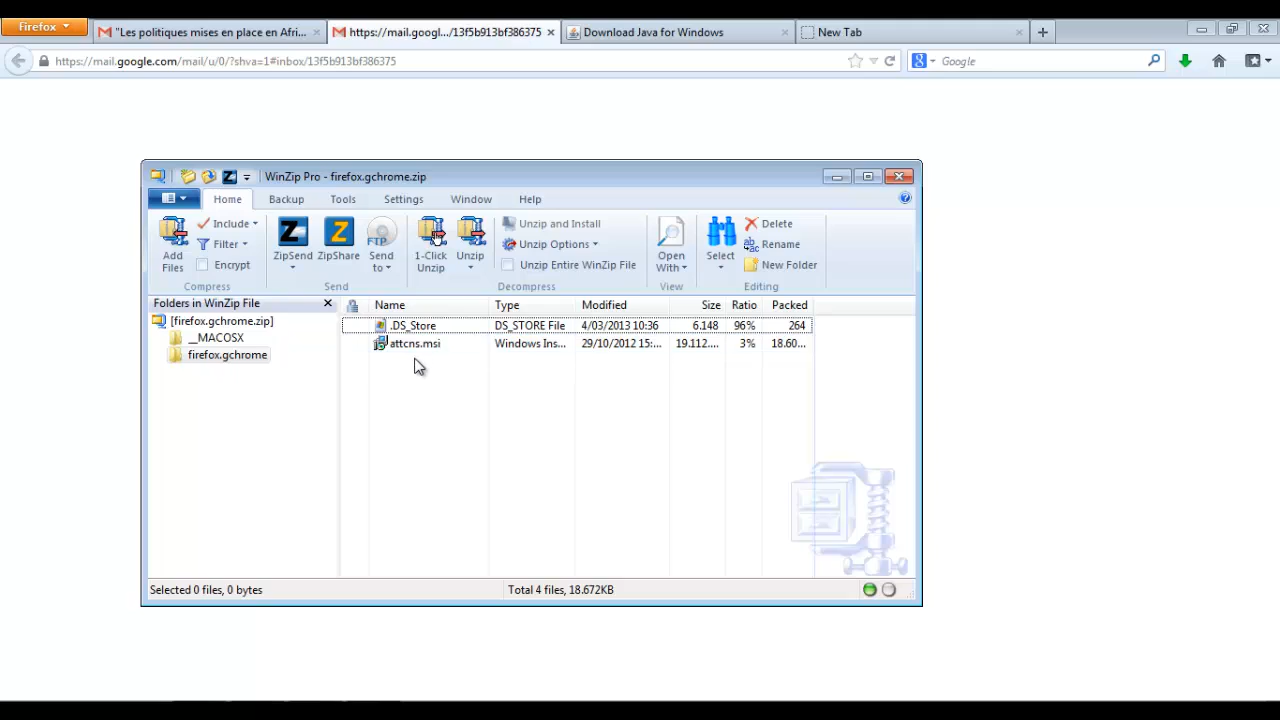 Firefox
"Les politiques mises en place en Afri...
https://mail.googl.../13f5b913bf386375
Download Java for Windows
New Tab
https://mail.google.com/mail/u/0/?shva=1#inbox/13f5b913bf386375
Google
WinZip Pro - firefox.gchrome.zip
Home
Backup
Tools
Settings
Window
Help
Add Files
Include
Filter
Encrypt
Compress
ZipSend
ZipShare
FTP
Send to
Send
1-Click Unzip
Unzip
Unzip and Install
Unzip Options
Unzip Entire WinZip File
Decompress
Open With
View
Select
Delete
Rename
New Folder
Editing
Folders in WinZip File
[firefox.gchrome.zip]
__MACOSX
firefox.gchrome
Name Type Modified Size Ratio Packed
.DS_Store DS_STORE File 4/03/2013 10:36 6.148 96% 264
attcns.msi Windows Ins... 29/10/2012 15:... 19.112.... 3% 18.60...
Selected 0 files, 0 bytes
Total 4 files, 18.672KB